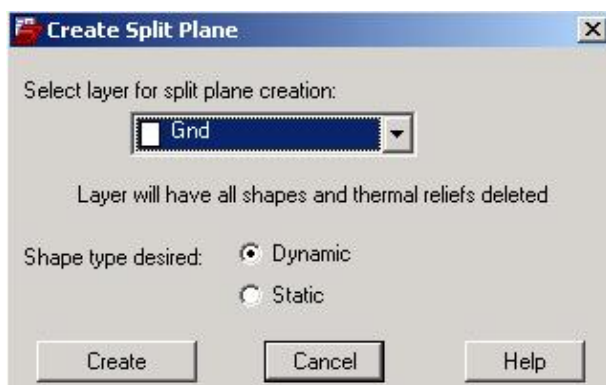 Create Split Plane
Select layer for split plane creation:
Gnd
Layer will have all shapes and thermal reliefs deleted
Shape type desired:
Dynamic
Static
Create Cancel Help